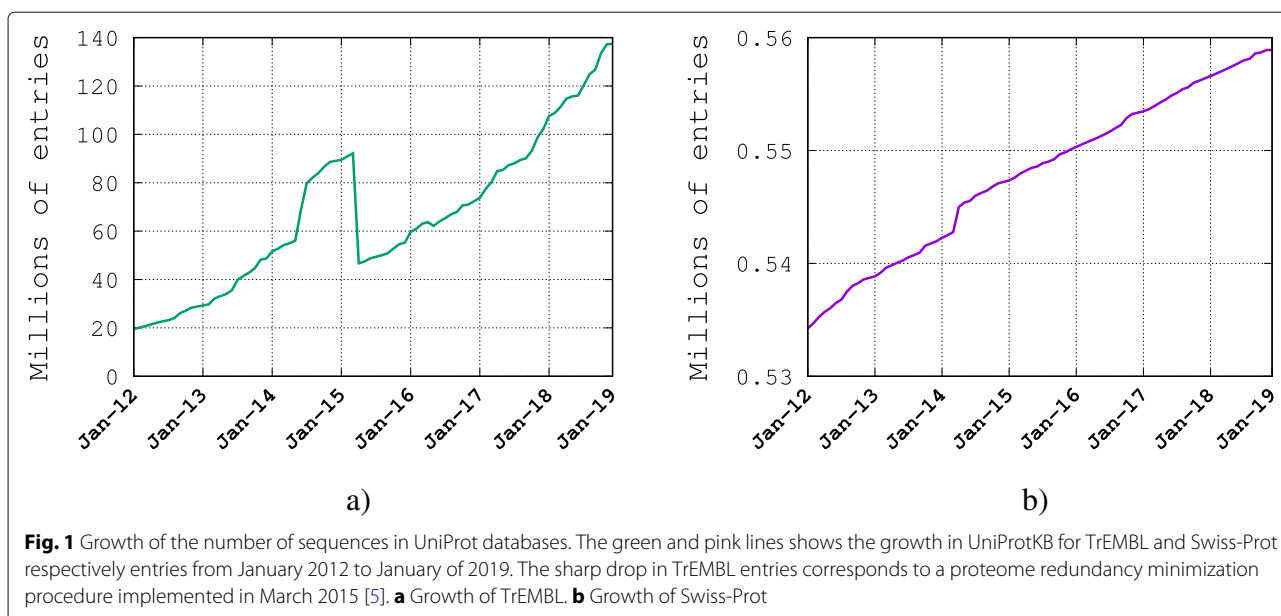 Millions of entries
140
120
100
80
60
40
20
0
Jan-12
Jan-13
Jan-14
Jan-15
Jan-16
Jan-17
Jan-18
Jan-19
a)
Millions of entries
0.56
0.55
0.54
0.53
Jan-12
Jan-13
Jan-14
Jan-15
Jan-16
Jan-17
Jan-18
Jan-19
b)
Fig. 1 Growth of the number of sequences in UniProt databases. The green and pink lines shows the growth in UniProtKB for TrEMBL and Swiss-Prot
respectively entries from January 2012 to January of 2019. The sharp drop in TrEMBL entries corresponds to a proteome redundancy minimization
procedure implemented in March 2015 [5]. a Growth of TrEMBL. b Growth of Swiss-Prot